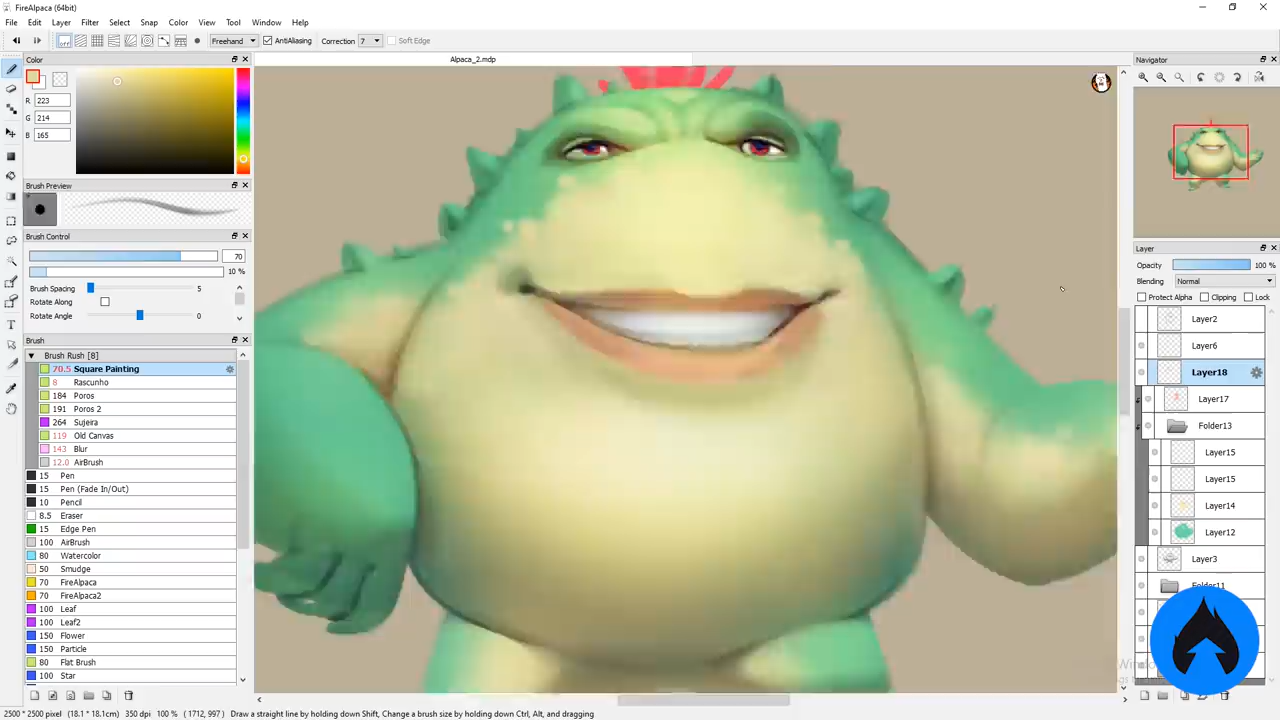 FireAlpaca (64bit)
File Edit Layer Filter Select Snap Color View Tool Window Help
Freehand AntiAliasing Correction 7 Soft Edge
Color
Alpaca_2.mdp
Navigator
R 223
G 214
B 165
Brush Preview
Brush Control
70
10 %
Brush Spacing 5
Rotate Along
Rotate Angle 0
Brush
Brush Rush [8]
70.5 Square Painting
8 Rascunho
184 Poros
191 Poros 2
264 Sujeira
119 Old Canvas
143 Blur
12.0 AirBrush
15 Pen
15 Pen (Fade In/Out)
10 Pencil
8.5 Eraser
15 Edge Pen
100 AirBrush
80 Watercolor
50 Smudge
70 FireAlpaca
70 FireAlpaca2
100 Leaf
100 Leaf2
150 Flower
150 Particle
80 Flat Brush
100 Star
Layer
Opacity 100 %
Blending Normal
Protect Alpha Clipping Lock
Layer2
Layer6
Layer18
Layer17
Folder13
Layer15
Layer15
Layer14
Layer12
Layer3
Folder11
2500 * 2500 pixel (18.1 * 18.1cm) 350 dpi 100 % ( 1712, 997 ) Draw a straight line by holding down Shift, Change a brush size by holding down Ctrl, Alt, and dragging